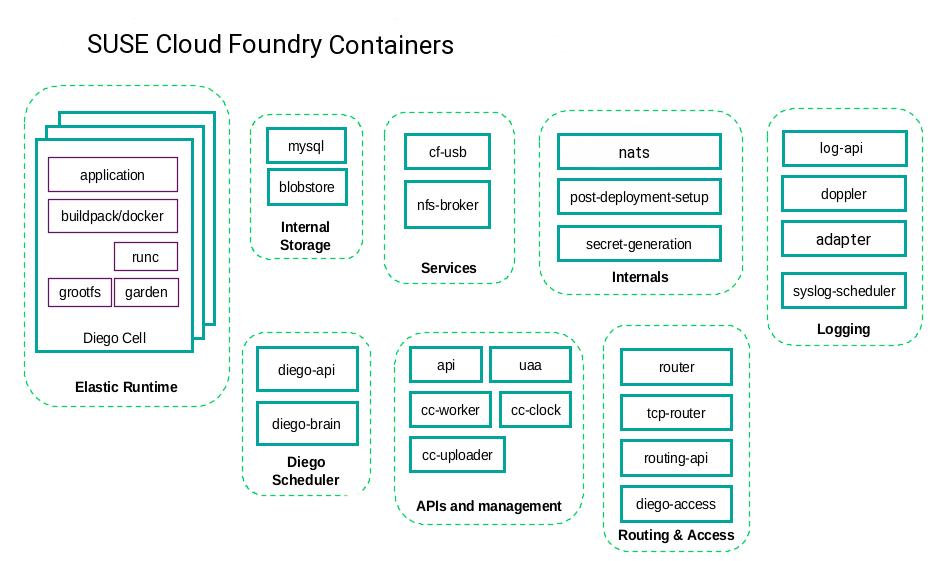 SUSE Cloud Foundry Containers
application
buildpack/docker
runc
grootfs
garden
Diego Cell
Elastic Runtime
mysql
blobstore
Internal
Storage
cf-usb
nfs-broker
Services
nats
post-deployment-setup
secret-generation
Internals
log-api
doppler
adapter
syslog-scheduler
Logging
diego-api
diego-brain
Diego
Scheduler
api
uaa
cc-worker
cc-clock
cc-uploader
APIs and management
router
tcp-router
routing-api
diego-access
Routing & Access